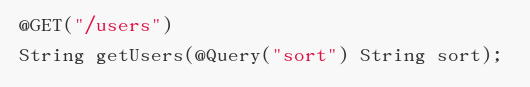 @GET("/users")
String getUsers(@Query("sort") String sort);